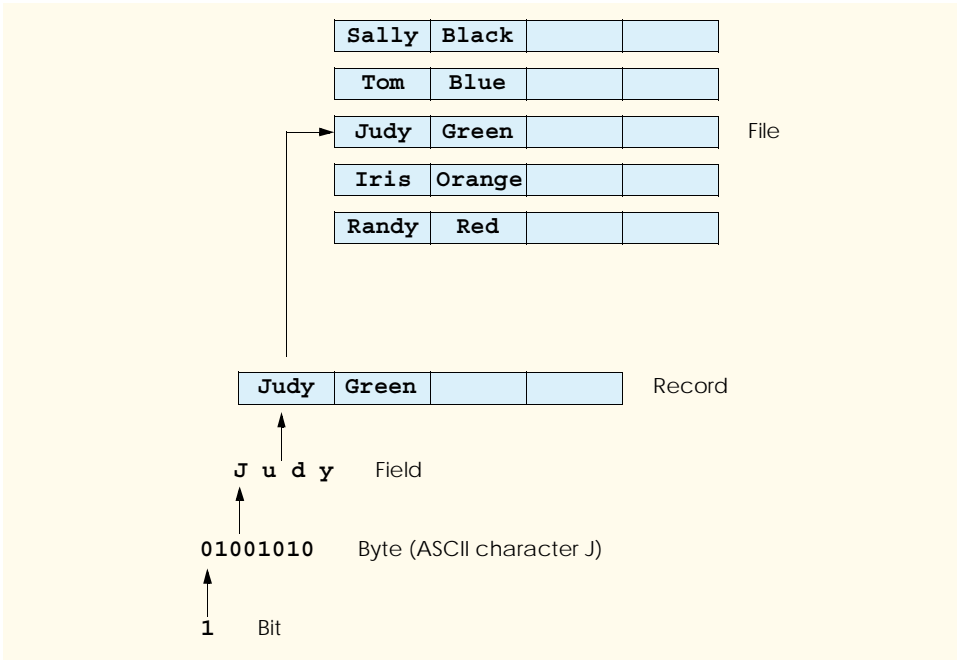 Sally Black
Tom Blue
Judy Green File
Iris Orange
Randy Red
Judy Green Record
J u d y Field
01001010 Byte (ASCII character J)
1 Bit